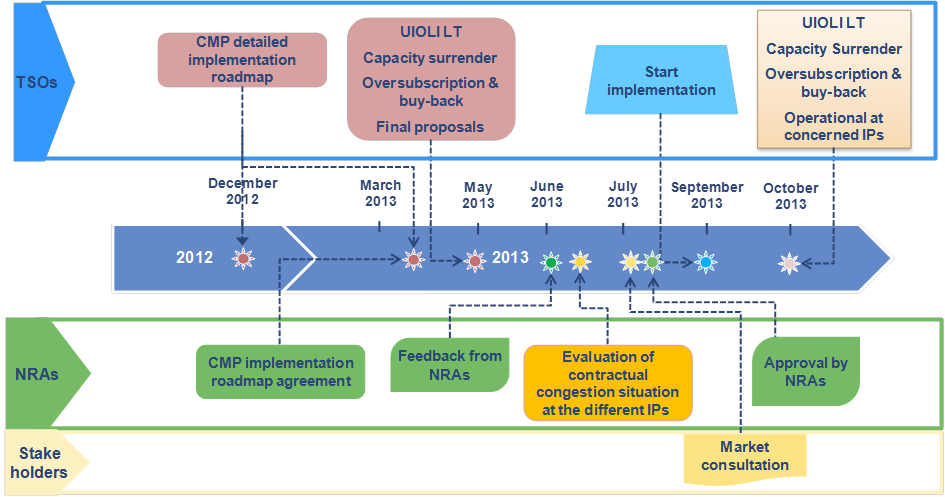 TSOs
CMP detailed
implementation
roadmap
UIOLI LT
Capacity surrender
Oversubscription &
buy-back
Final proposals
Start
implementation
UIOLI LT
Capacity Surrender
Oversubscription &
buy-back
Operational at
concerned IPs
December
2012
March
2013
May
2013
June
2013
July
2013
September
2013
October
2013
2012
2013
NRAs
CMP implementation
roadmap agreement
Feedback from
NRAs
Evaluation of
contractual
congestion situation
at the different IPs
Approval by
NRAs
Stake
holders
Market
consultation